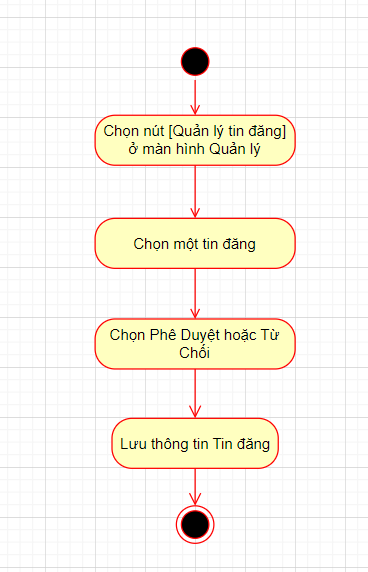 Chọn nút [Quản lý tin đăng]
ở màn hình Quản lý
Chọn một tin đăng
Chọn Phê Duyệt hoặc Từ
Chối
Lưu thông tin Tin đăng